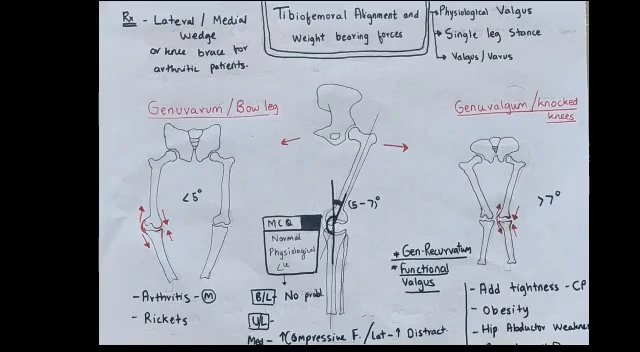 Rx - Lateral / Medial
Wedge
or knee brace for
arthritic patients.
Tibiofemoral Alignment and
Weight bearing forces
Physiological Valgus
Single leg Stance
Valgus / Varus
Genuvarum / Bow leg
Genuvalgum / knocked
knees
<5°
(5-7)°
>7°
MCQ
Normal
Physiological
* Gen-Recurvatum
* Functional
Valgus
- Arthritis - M
- Rickets
B/L → No probl.
U/L -
Med - ↑ Compressive F. / Lat - ↑ Distract.
- Add tightness - CP
- Obesity
- Hip Abductor Weakness